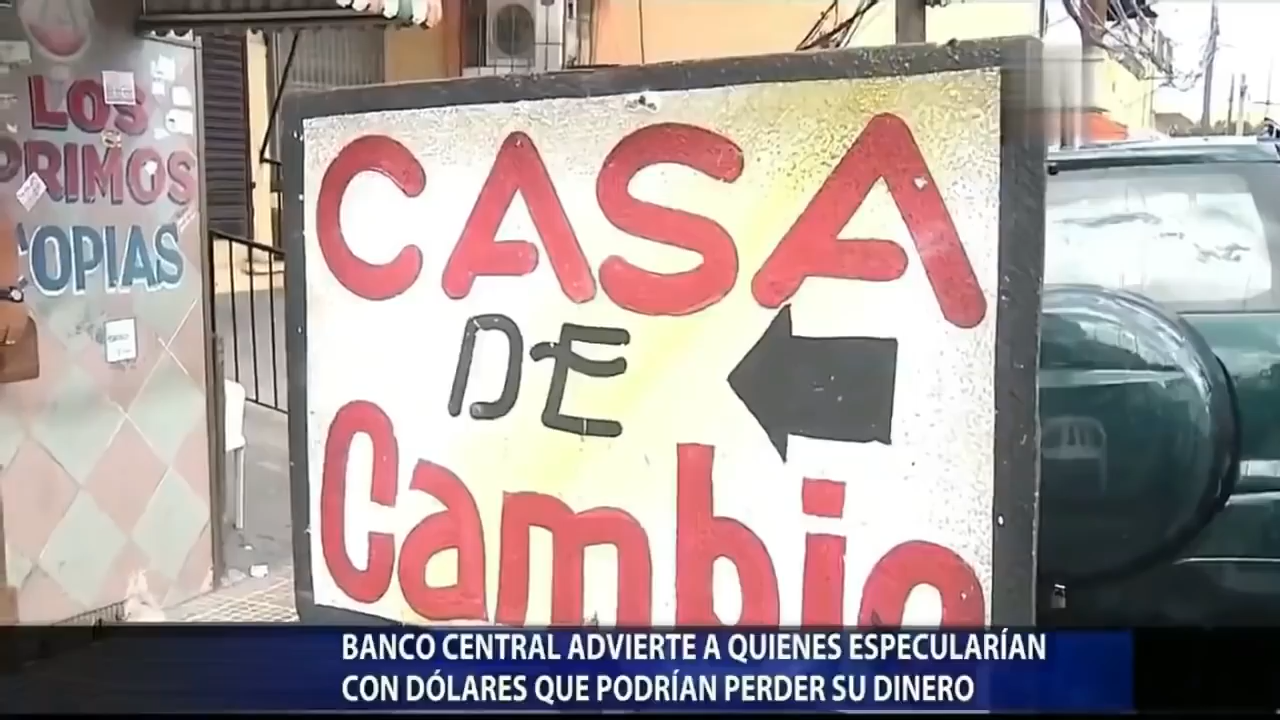 LOS
PRIMOS
COPIAS
CASA
DE
Cambio
BANCO CENTRAL ADVIERTE A QUIENES ESPECULARÍAN
CON DÓLARES QUE PODRÍAN PERDER SU DINERO